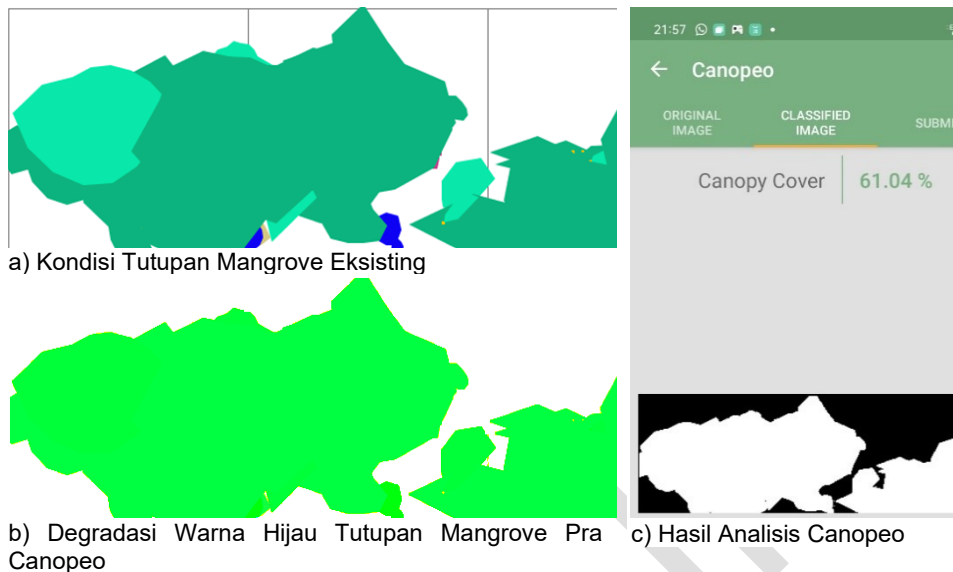 21:57
Canopeo
ORIGINAL
IMAGE
CLASSIFIED
IMAGE
SUBMI
Canopy Cover 61.04 %
a) Kondisi Tutupan Mangrove Eksisting
b) Degradasi Warna Hijau Tutupan Mangrove Pra
Canopeo
c) Hasil Analisis Canopeo